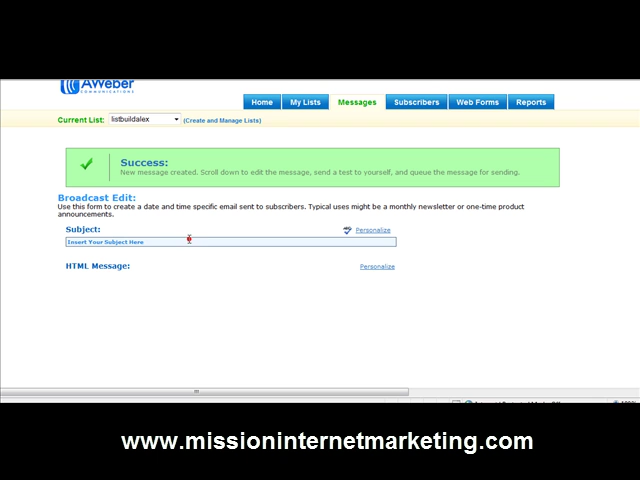 AWeber
COMMUNICATIONS
Home My Lists Messages Subscribers Web Forms Reports
Current List: listbuildalex (Create and Manage Lists)
Success:
New message created. Scroll down to edit the message, send a test to yourself, and queue the message for sending.
Broadcast Edit:
Use this form to create a date and time specific email sent to subscribers. Typical uses might be a monthly newsletter or one-time product
announcements.
Subject: Personalize
Insert Your Subject Here
HTML Message: Personalize
www.missioninternetmarketing.com